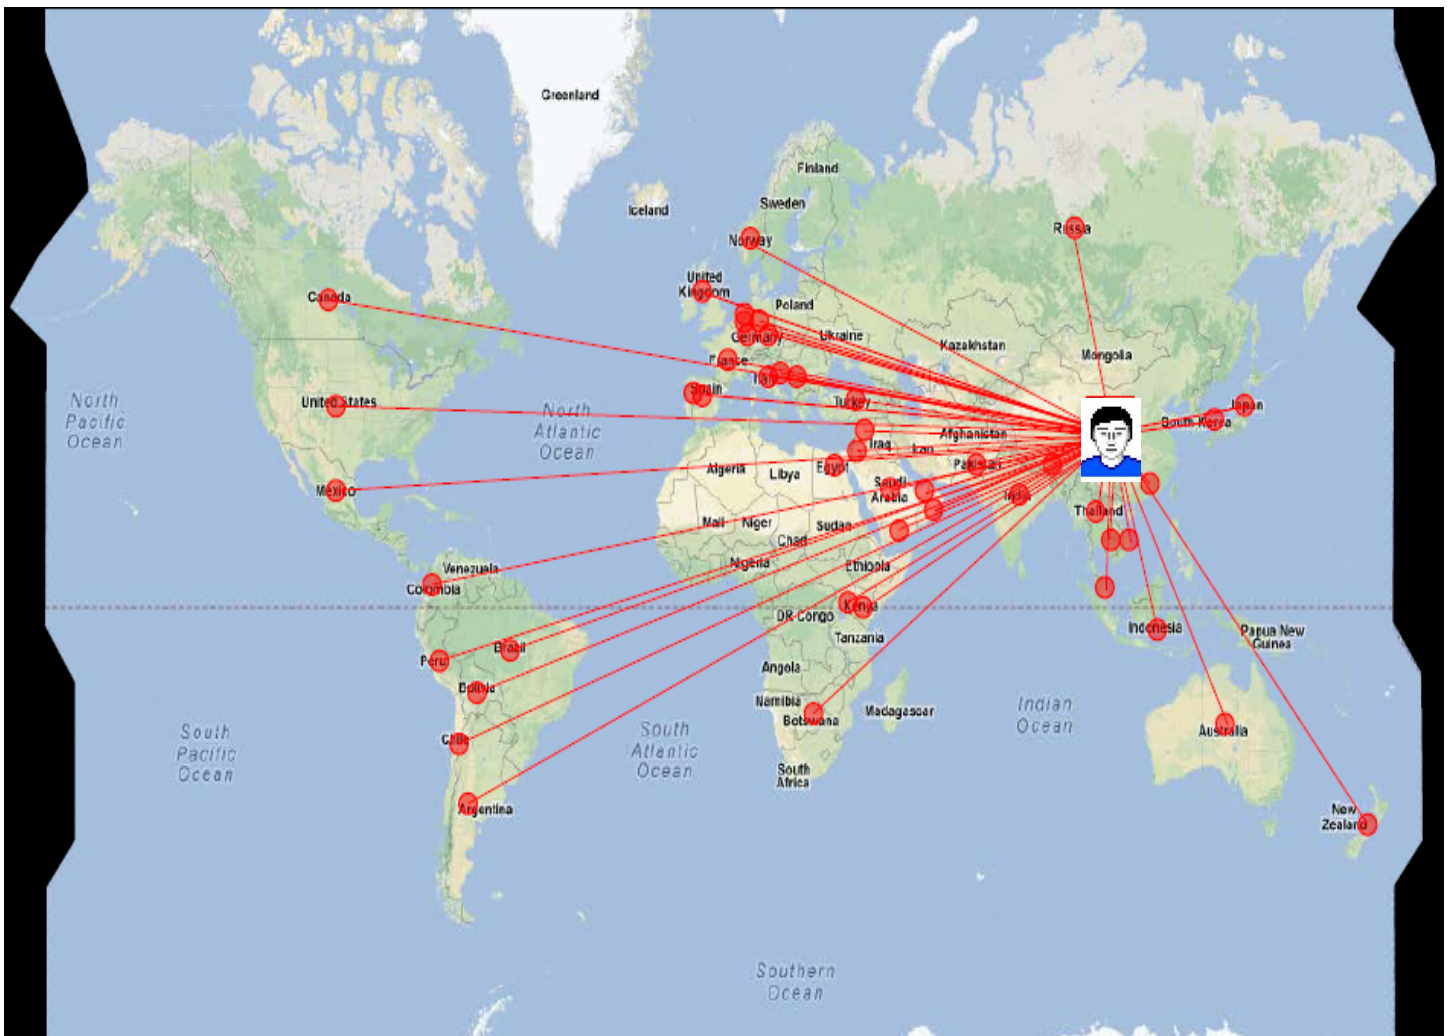 Greenland
Finland
Iceland
Sweden
Russia
Norway
United
Kingdom
Canada
Poland
Germany
Ukraine
Kazakhstan
Mongolia
France
Spain
Turkey
North
Pacific
Ocean
United States
North
Atlantic
Ocean
Japan
South Korea
Afghanistan
Iraq
Iran
Algeria
Libya
Egypt
Pakistan
Saudi
Arabia
India
Mexico
Mali
Niger
Sudan
Chad
Thailand
Nigeria
Ethiopia
Venezuela
Colombia
Kenya
DR Congo
Tanzania
Indonesia
Papua New
Guinea
Brazil
Peru
Bolivia
Angola
Namibia
Botswana
Madagascar
Indian
Ocean
Australia
South
Pacific
Ocean
South
Atlantic
Ocean
Chile
South
Africa
Argentina
New
Zealand
Southern
Ocean